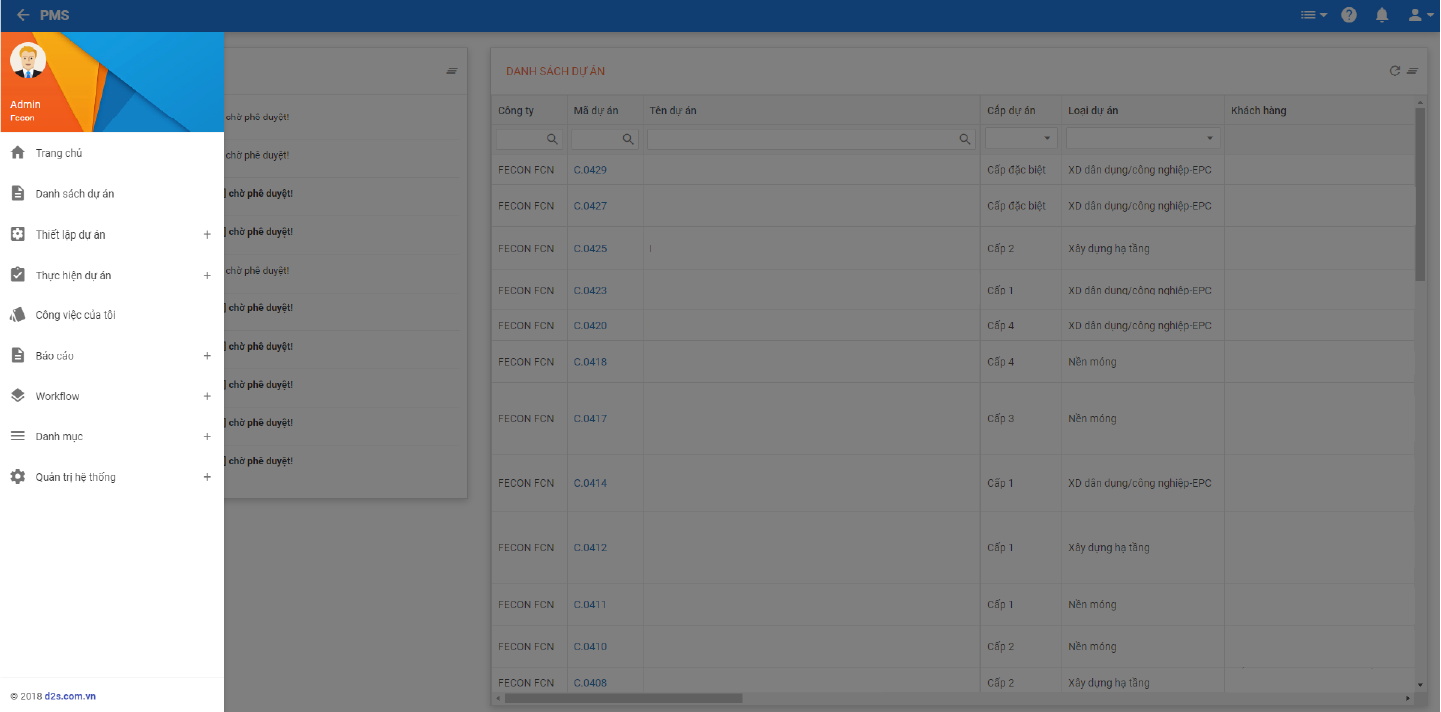 PMS
Admin
Fecon
Trang chủ
Danh sách dự án
Thiết lập dự án
Thực hiện dự án
Công việc của tôi
Báo cáo
Workflow
Danh mục
Quản trị hệ thống
© 2018 d2s.com.vn
chờ phê duyệt!
chờ phê duyệt!
] chờ phê duyệt!
] chờ phê duyệt!
chờ phê duyệt!
] chờ phê duyệt!
] chờ phê duyệt!
] chờ phê duyệt!
] chờ phê duyệt!
] chờ phê duyệt!
DANH SÁCH DỰ ÁN
Công ty Mã dự án Tên dự án Cấp dự án Loại dự án Khách hàng
FECON FCN C.0429 Cấp đặc biệt XD dân dụng/công nghiệp-EPC
FECON FCN C.0427 Cấp đặc biệt XD dân dụng/công nghiệp-EPC
FECON FCN C.0425 Cấp 2 Xây dựng hạ tầng
FECON FCN C.0423 Cấp 1 XD dân dụng/công nghiệp-EPC
FECON FCN C.0420 Cấp 4 XD dân dụng/công nghiệp-EPC
FECON FCN C.0418 Cấp 4 Nền móng
FECON FCN C.0417 Cấp 3 Nền móng
FECON FCN C.0414 Cấp 1 XD dân dụng/công nghiệp-EPC
FECON FCN C.0412 Cấp 1 Xây dựng hạ tầng
FECON FCN C.0411 Cấp 1 Nền móng
FECON FCN C.0410 Cấp 2 Nền móng
FECON FCN C.0408 Cấp 2 Xây dựng hạ tầng